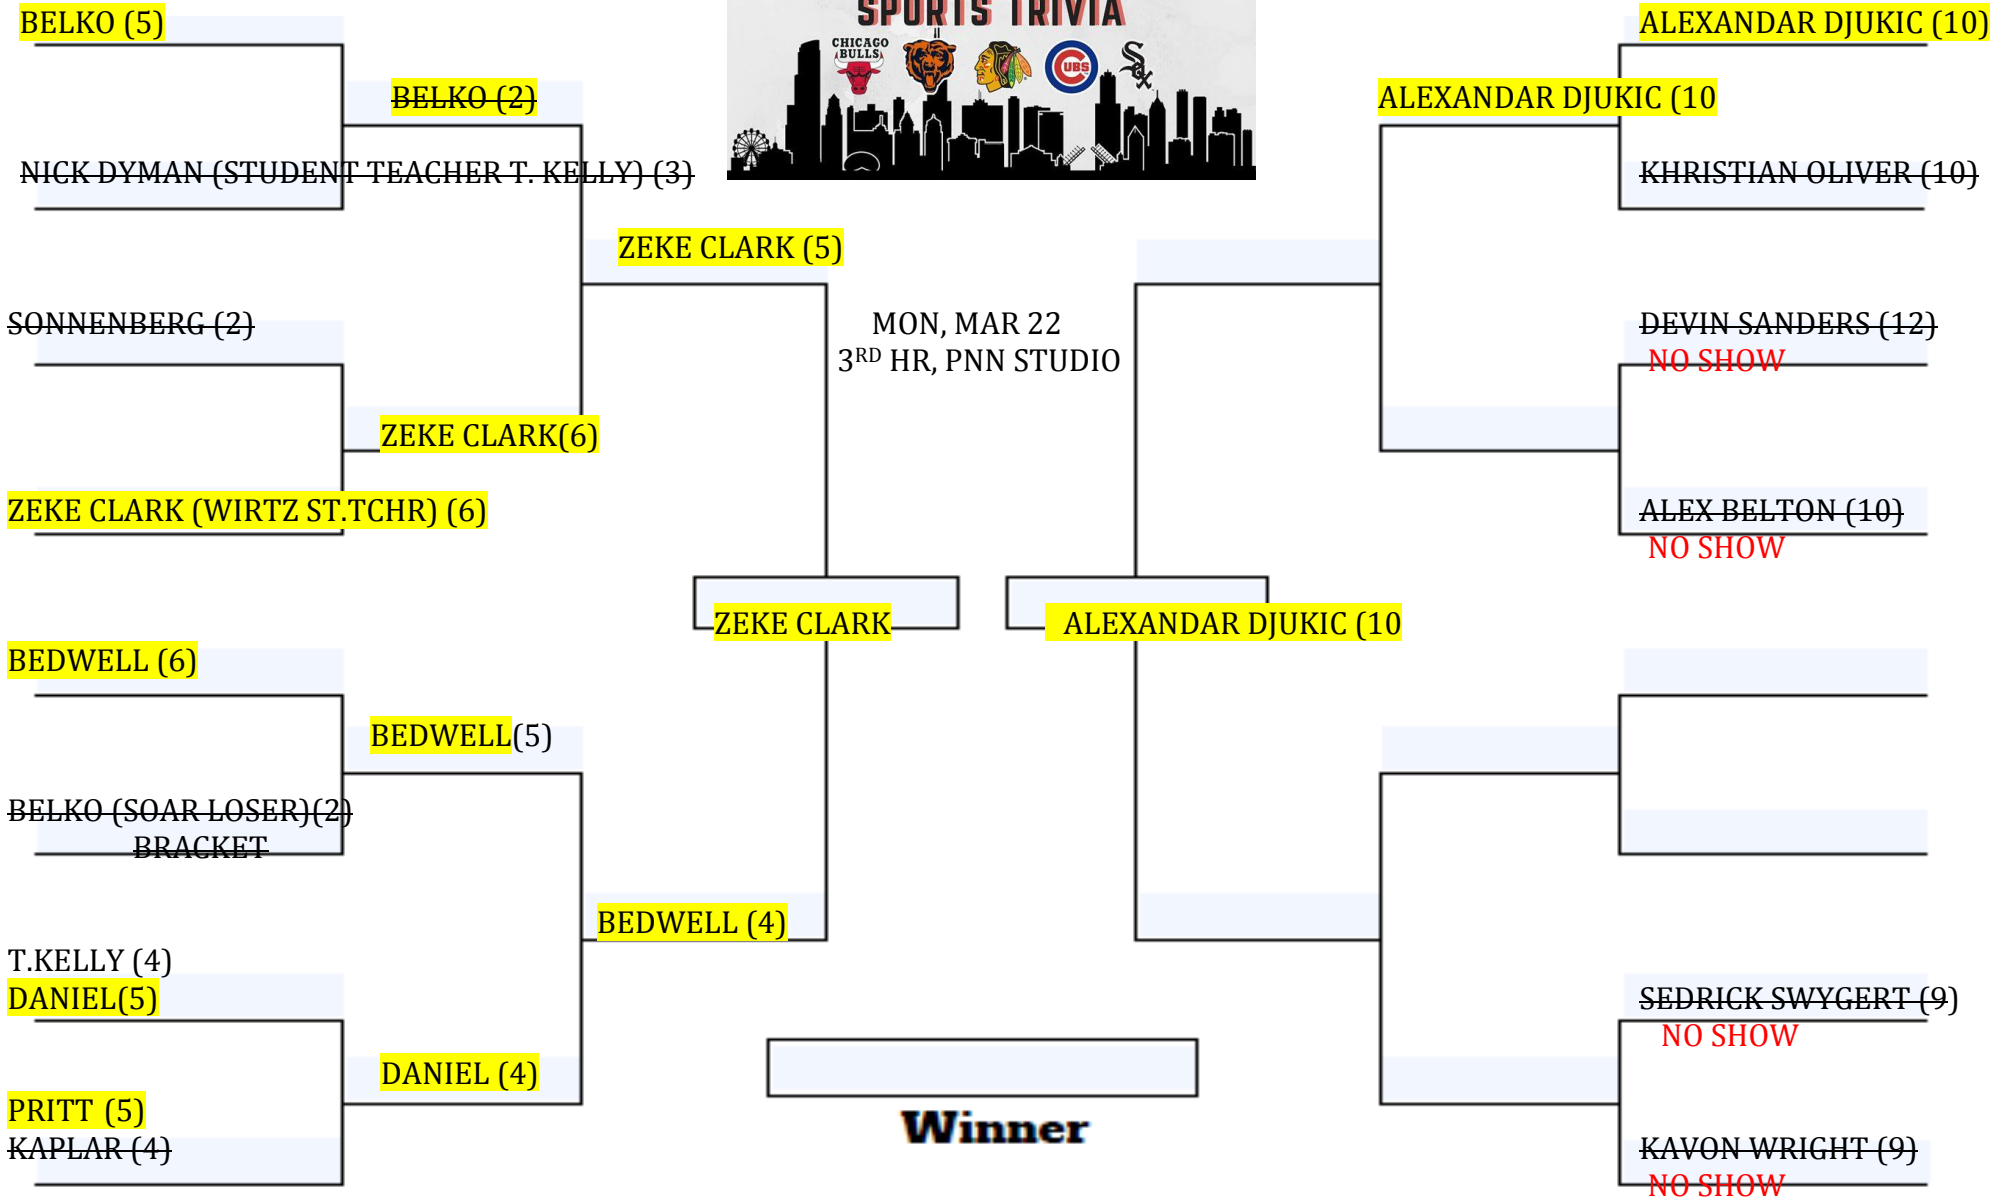 SPORTS TRIVIA
CHICAGO
BULLS
CUBS
Sox
BELKO (5)
BELKO (2)
NICK DYMAN (STUDENT TEACHER T. KELLY) (3)
ZEKE CLARK (5)
SONNENBERG (2)
ZEKE CLARK(6)
ZEKE CLARK (WIRTZ ST.TCHR) (6)
MON, MAR 22
3RD HR, PNN STUDIO
ZEKE CLARK
BEDWELL (6)
BEDWELL(5)
BELKO (SOAR LOSER)(2)
BRACKET
BEDWELL (4)
T.KELLY (4)
DANIEL(5)
DANIEL (4)
PRITT (5)
KAPLAR (4)
ALEXANDAR DJUKIC (10)
ALEXANDAR DJUKIC (10
KHRISTIAN OLIVER (10)
DEVIN SANDERS (12)
NO SHOW
ALEX BELTON (10)
NO SHOW
ALEXANDAR DJUKIC (10
SEDRICK SWYGERT (9)
NO SHOW
KAVON WRIGHT (9)
NO SHOW
Winner